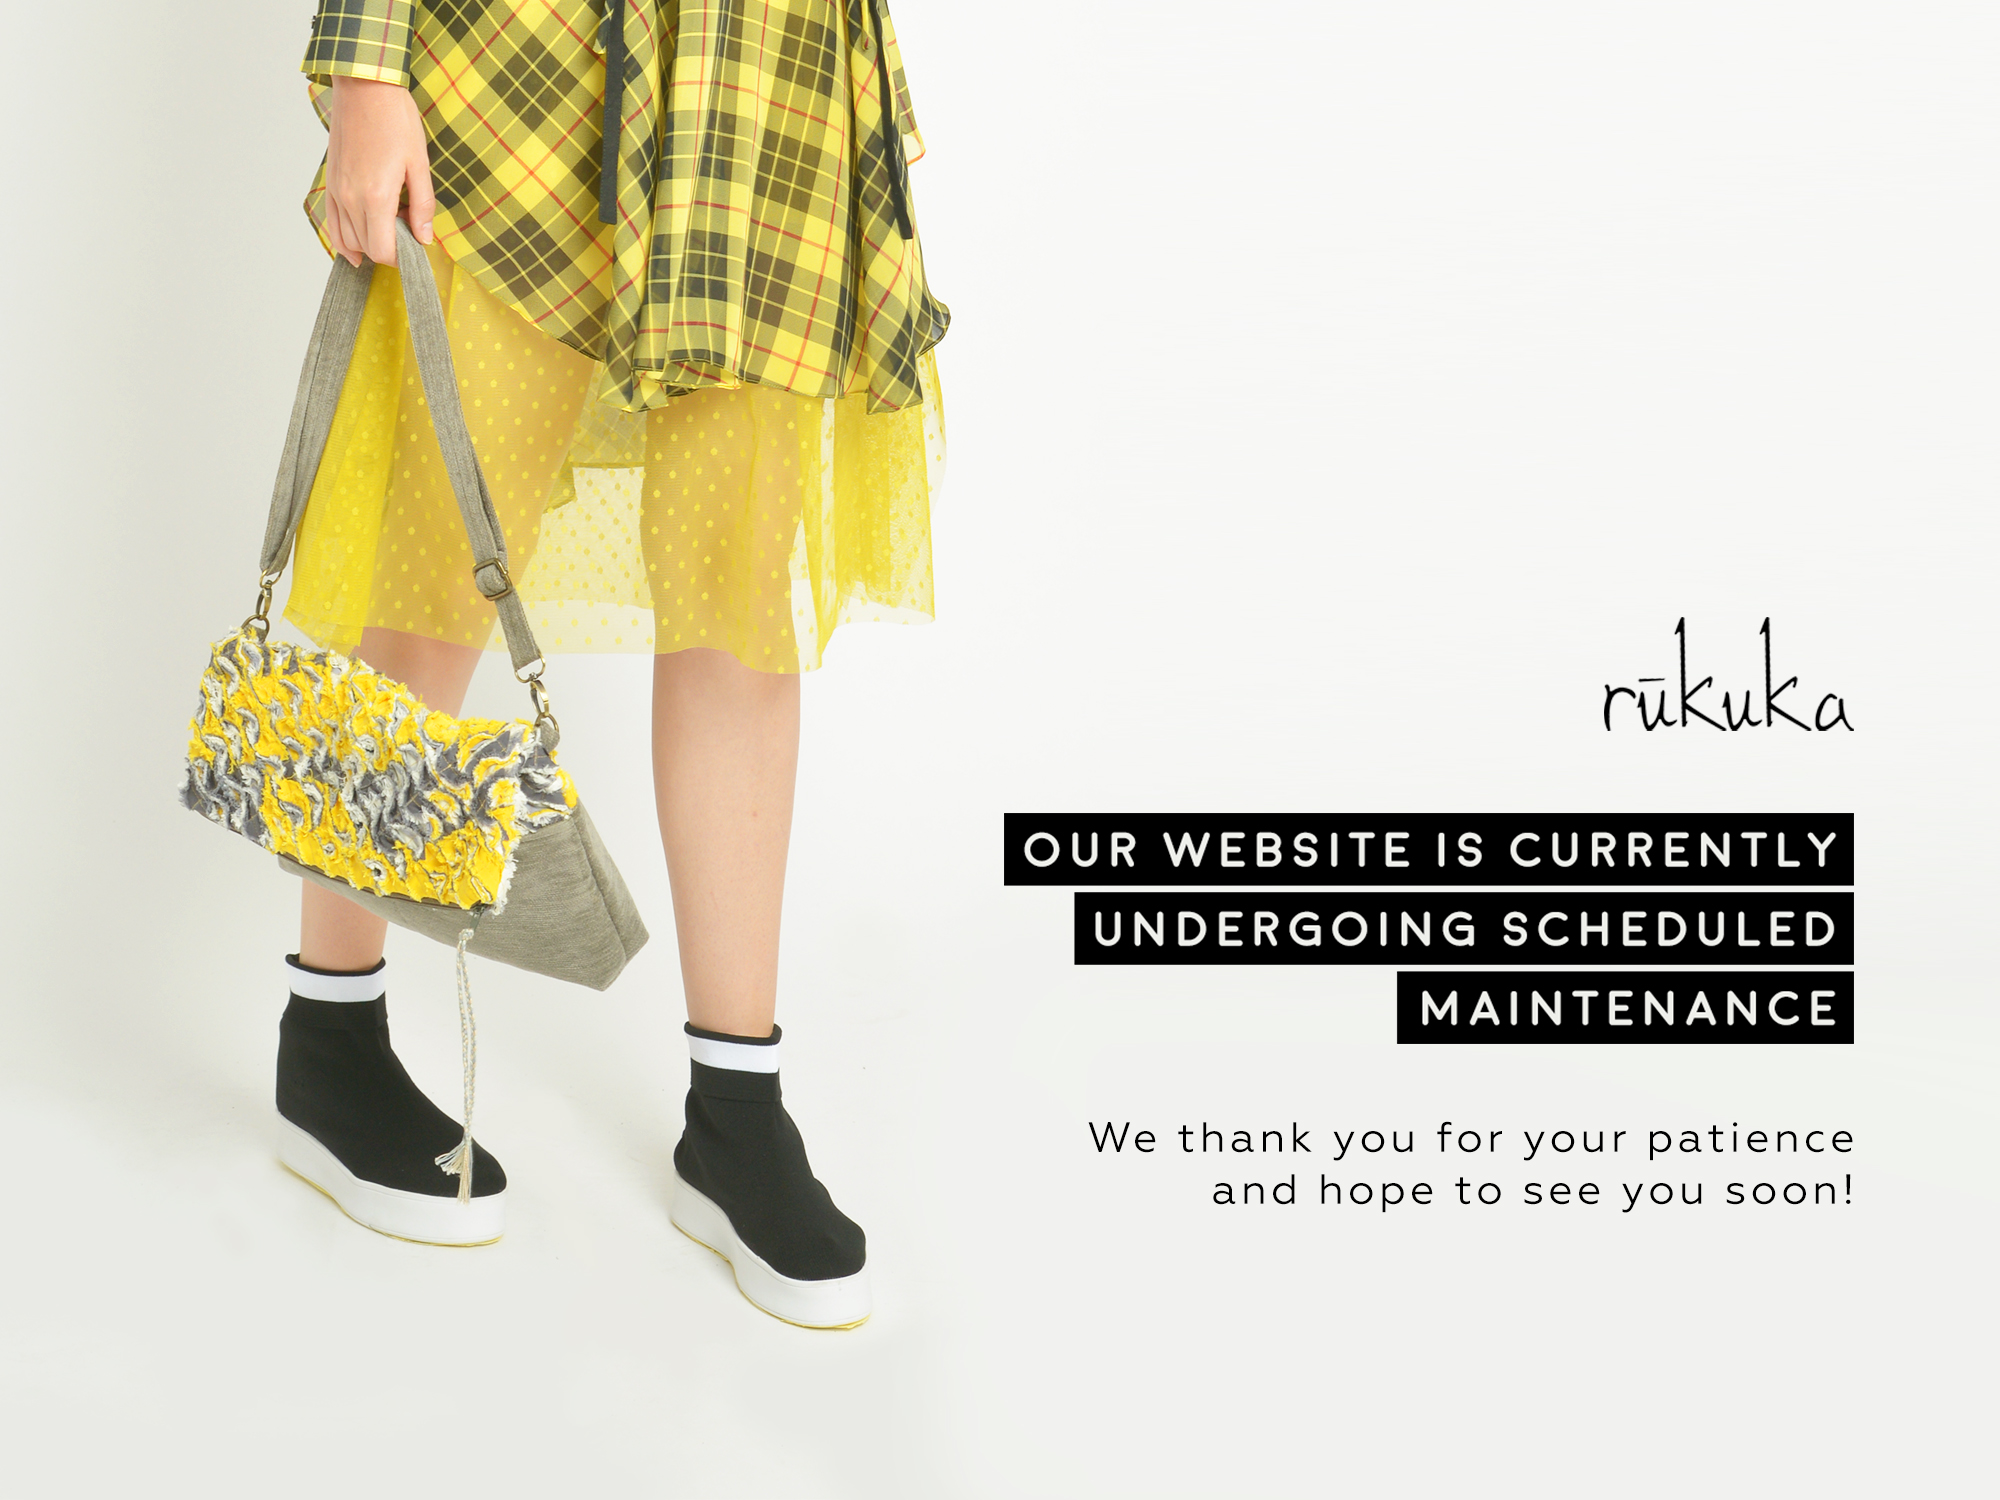 rūkuka
OUR WEBSITE IS CURRENTLY
UNDERGOING SCHEDULED
MAINTENANCE
We thank you for your patience
and hope to see you soon!